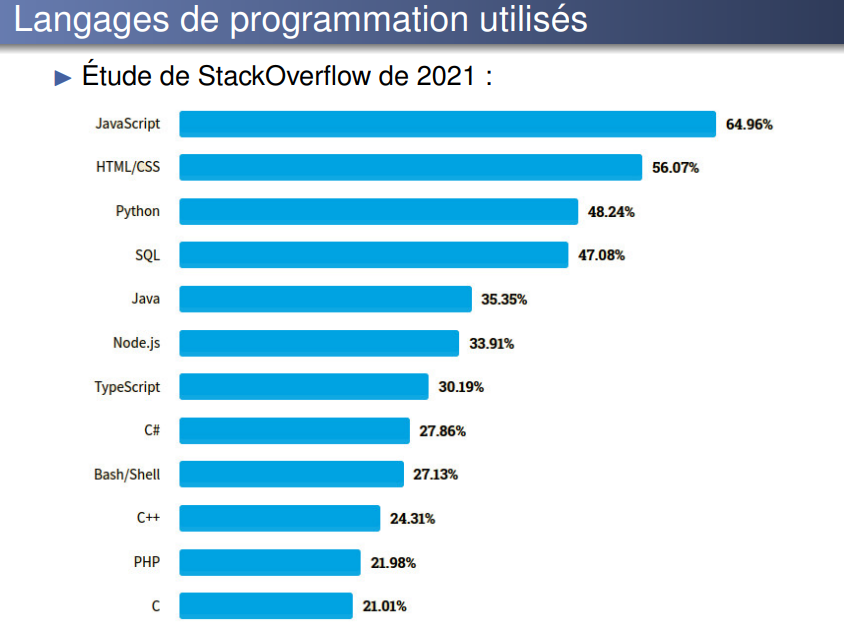 Langages de programmation utilisés
Étude de StackOverflow de 2021 :
JavaScript 64.96%
HTML/CSS 56.07%
Python 48.24%
SQL 47.08%
Java 35.35%
Node.js 33.91%
TypeScript 30.19%
C# 27.86%
Bash/Shell 27.13%
C++ 24.31%
PHP 21.98%
C 21.01%